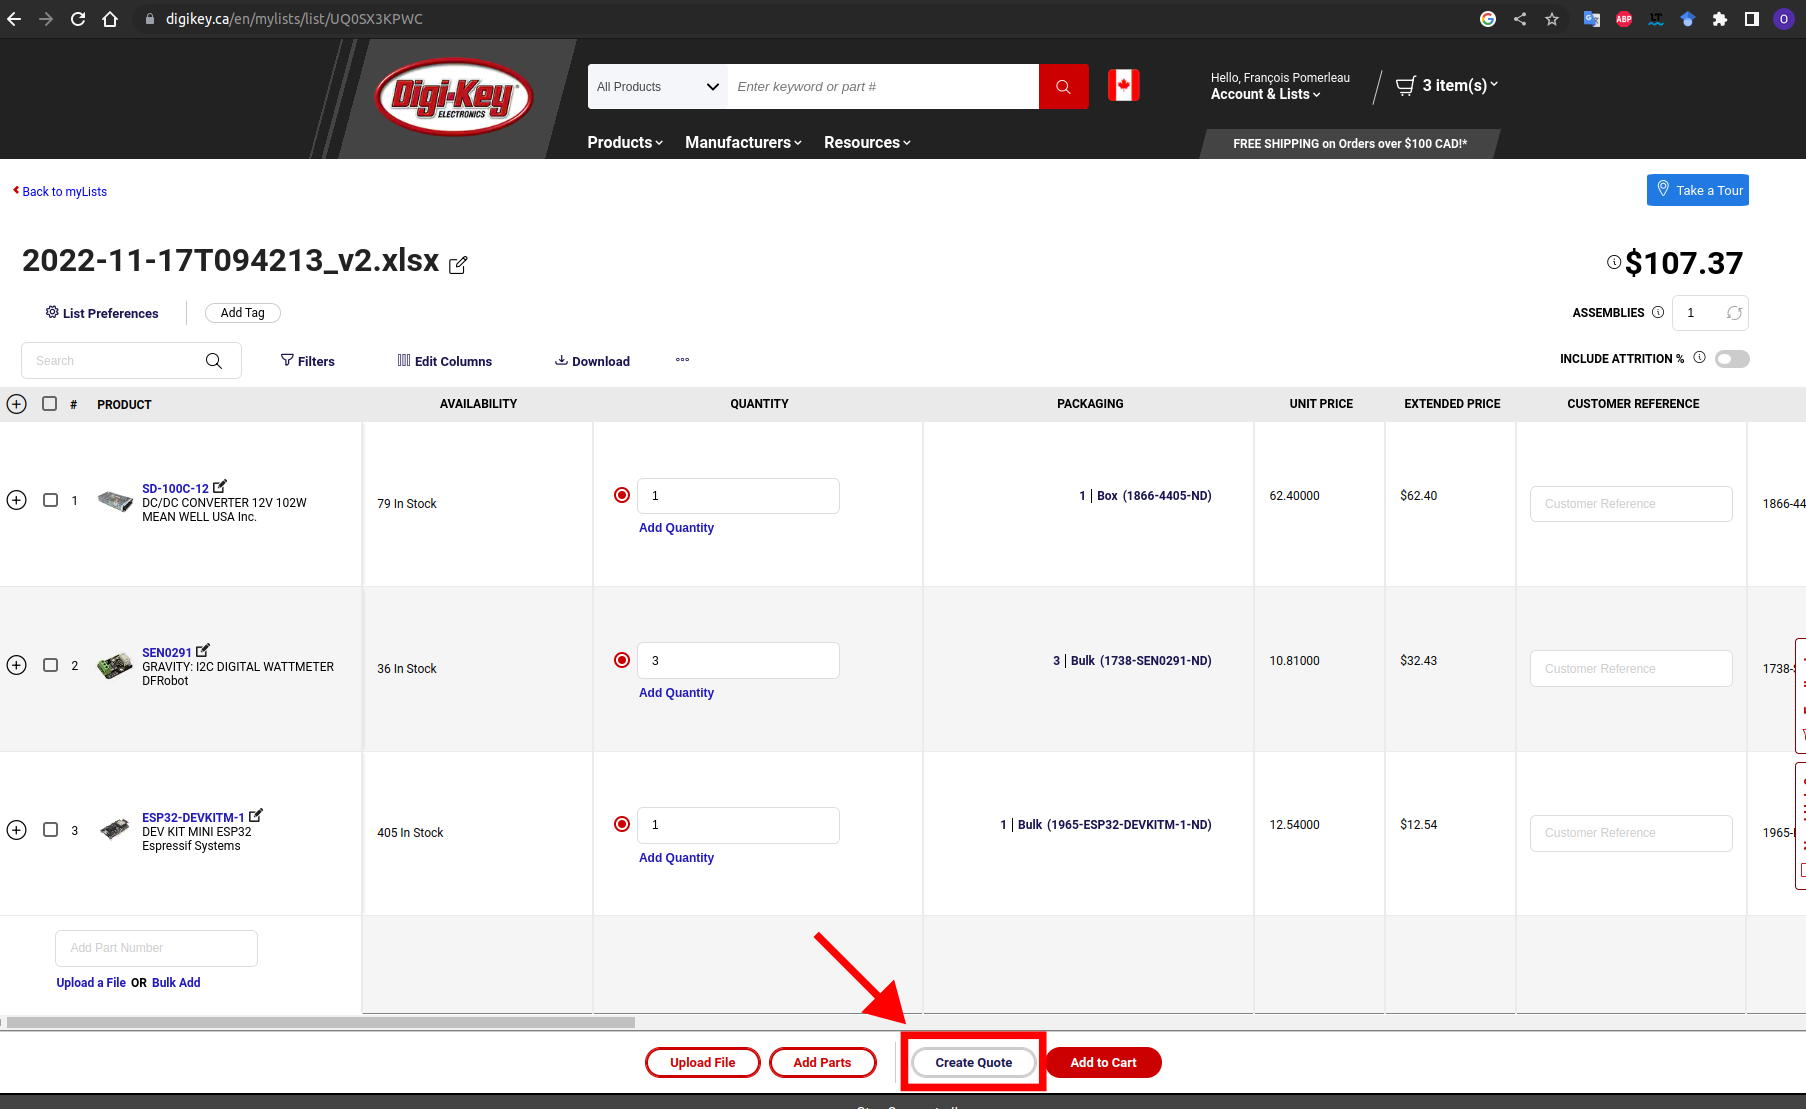 digikey.ca/en/mylists/list/UQ0SX3KPWC
ABP
LT
O
Digi-Key
ELECTRONICS
All Products
Enter keyword or part #
Hello, François Pomerleau
Account & Lists
3 item(s)
Products Manufacturers Resources
FREE SHIPPING on Orders over $100 CAD!*
Back to myLists
Take a Tour
2022-11-17T094213_v2.xlsx
$107.37
List Preferences
Add Tag
ASSEMBLIES 1
Search
Filters
Edit Columns
Download
INCLUDE ATTRITION %
# PRODUCT AVAILABILITY QUANTITY PACKAGING UNIT PRICE EXTENDED PRICE CUSTOMER REFERENCE
1
SD-100C-12
DC/DC CONVERTER 12V 102W
MEAN WELL USA Inc.
79 In Stock
1
Add Quantity
1 | Box (1866-4405-ND)
62.40000
$62.40
Customer Reference
1866-44
2
SEN0291
GRAVITY: I2C DIGITAL WATTMETER
DFRobot
36 In Stock
3
Add Quantity
3 | Bulk (1738-SEN0291-ND)
10.81000
$32.43
Customer Reference
1738-
3
ESP32-DEVKITM-1
DEV KIT MINI ESP32
Espressif Systems
405 In Stock
1
Add Quantity
1 | Bulk (1965-ESP32-DEVKITM-1-ND)
12.54000
$12.54
Customer Reference
1965-
Add Part Number
Upload a File OR Bulk Add
Upload File
Add Parts
Create Quote
Add to Cart